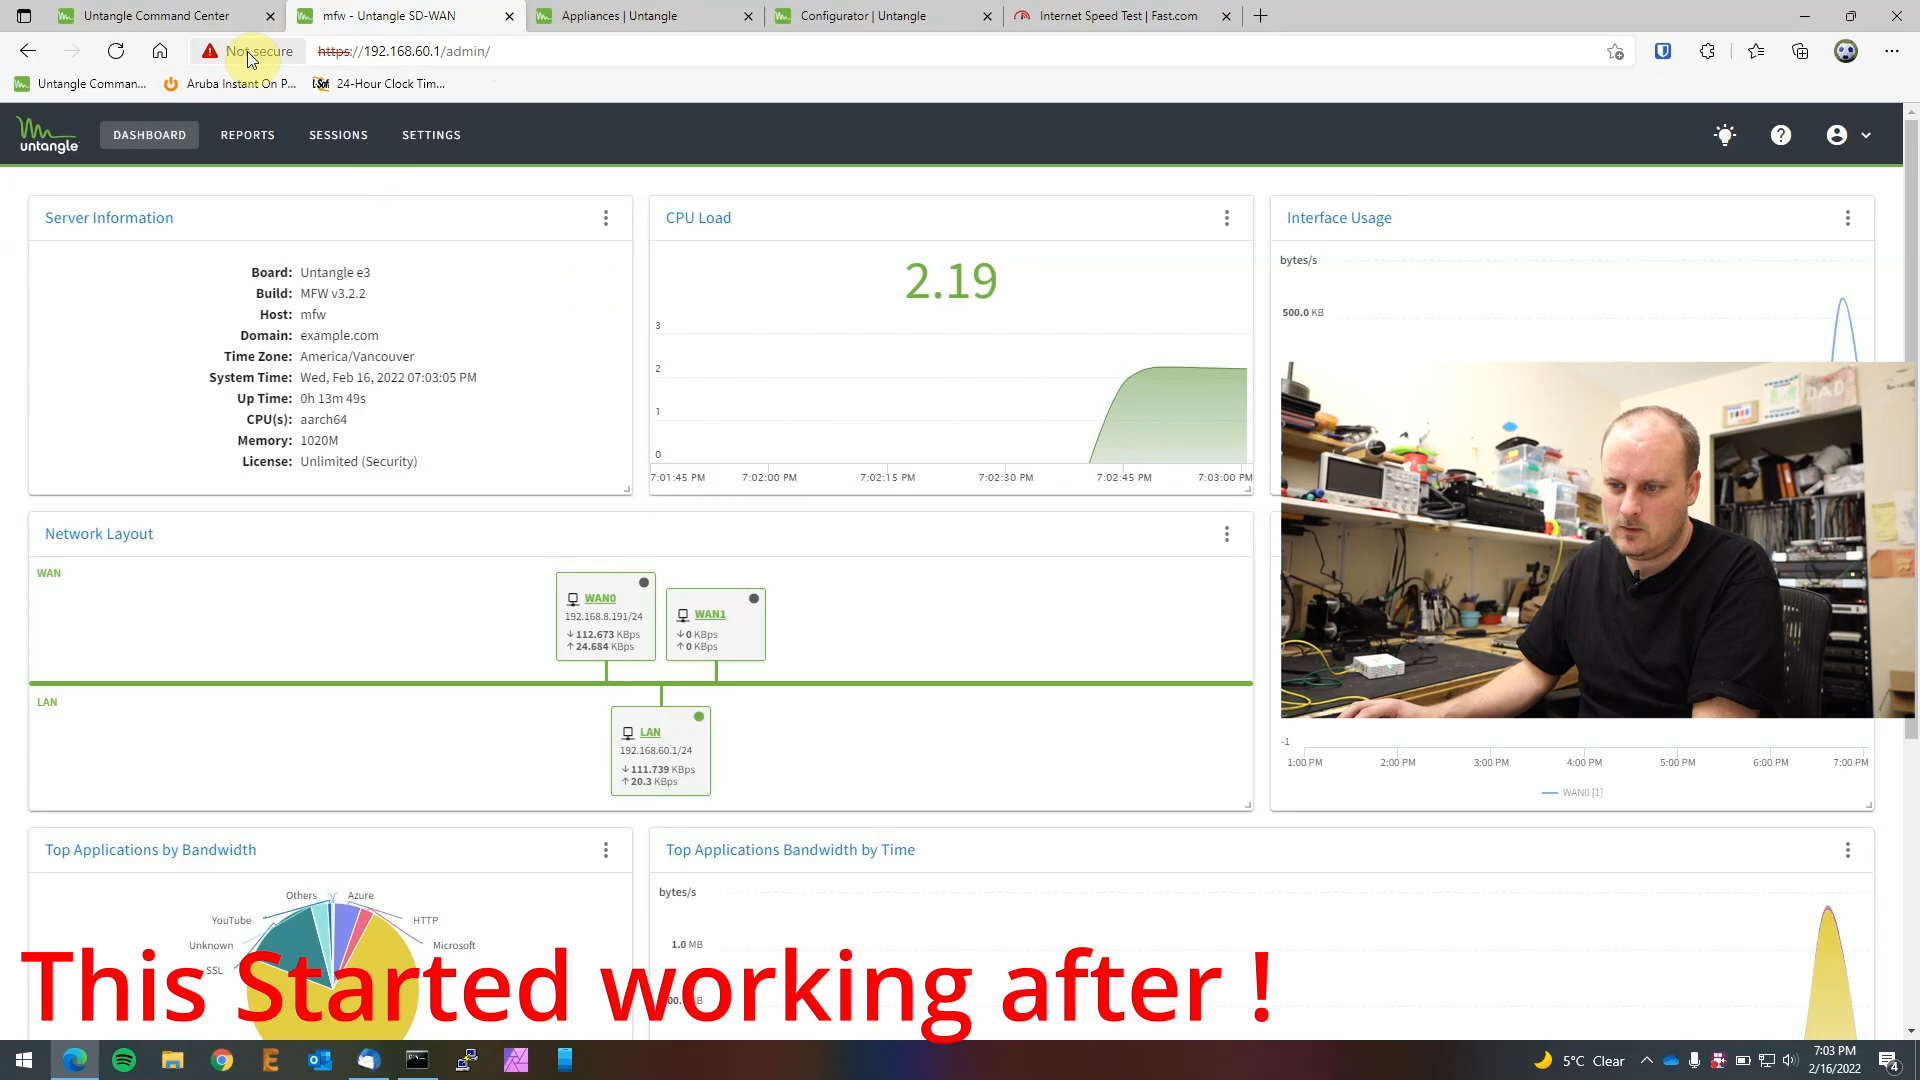 Untangle Command Center
mfw - Untangle SD-WAN
Appliances | Untangle
Configurator | Untangle
Internet Speed Test | Fast.com
Not secure
https://192.168.60.1/admin/
Untangle Comman...
Aruba Instant On P...
24-Hour Clock Tim...
untangle
DASHBOARD
REPORTS
SESSIONS
SETTINGS
Server Information
Board: Untangle e3
Build: MFW v3.2.2
Host: mfw
Domain: example.com
Time Zone: America/Vancouver
System Time: Wed, Feb 16, 2022 07:03:05 PM
Up Time: 0h 13m 49s
CPU(s): aarch64
Memory: 1020M
License: Unlimited (Security)
CPU Load
2.19
3
2
1
0
7:01:45 PM
7:02:00 PM
7:02:15 PM
7:02:30 PM
7:02:45 PM
7:03:00 PM
Interface Usage
bytes/s
500.0 KB
DAD
Network Layout
WAN
WAN0
192.168.8.191/24
↓112.673 KBps
↑24.684 KBps
WAN1
↓0 KBps
↑0 KBps
LAN
LAN
192.168.60.1/24
↓111.739 KBps
↑20.3 KBps
-1
1:00 PM
2:00 PM
3:00 PM
4:00 PM
5:00 PM
6:00 PM
7:00 PM
WAN0 [1]
Top Applications by Bandwidth
Others
Azure
YouTube
HTTP
Unknown
Microsoft
SSL
Top Applications Bandwidth by Time
bytes/s
1.0 MB
This Started working after !
5°C Clear
7:03 PM
2/16/2022
4